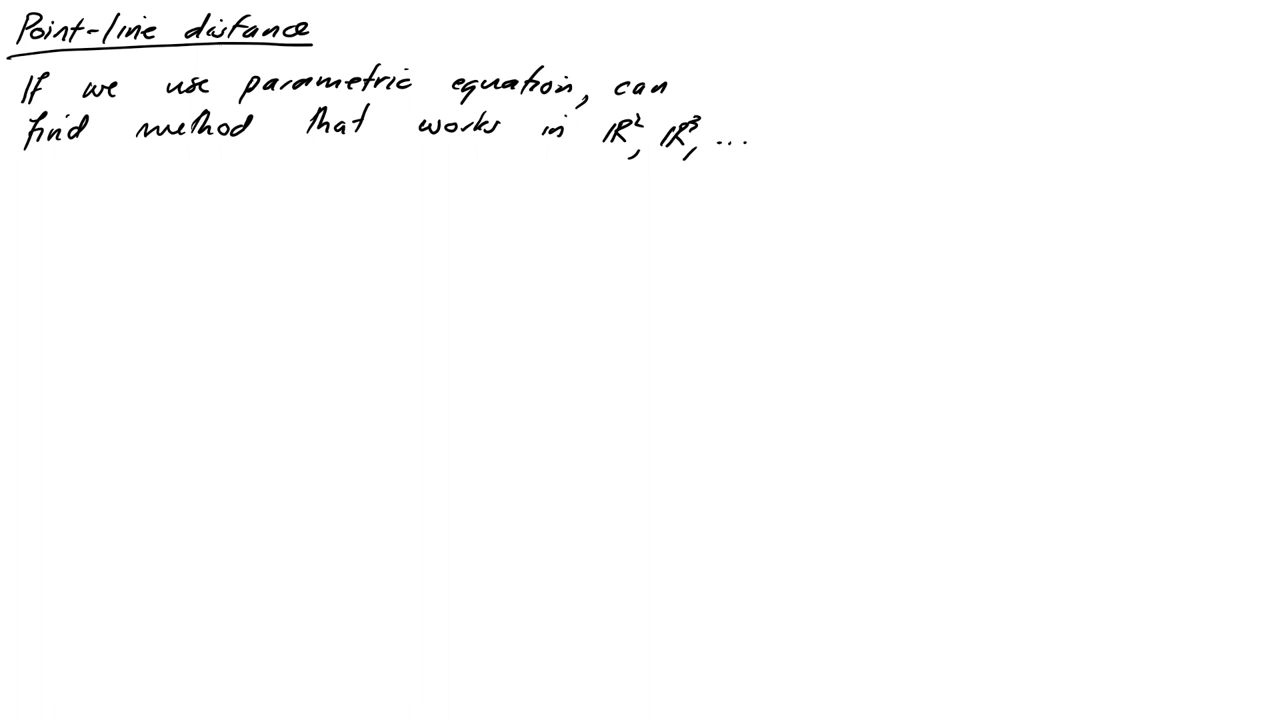 Point-line distance
If we use parametric equation, can
find method that works in ℝ², ℝ³, ...